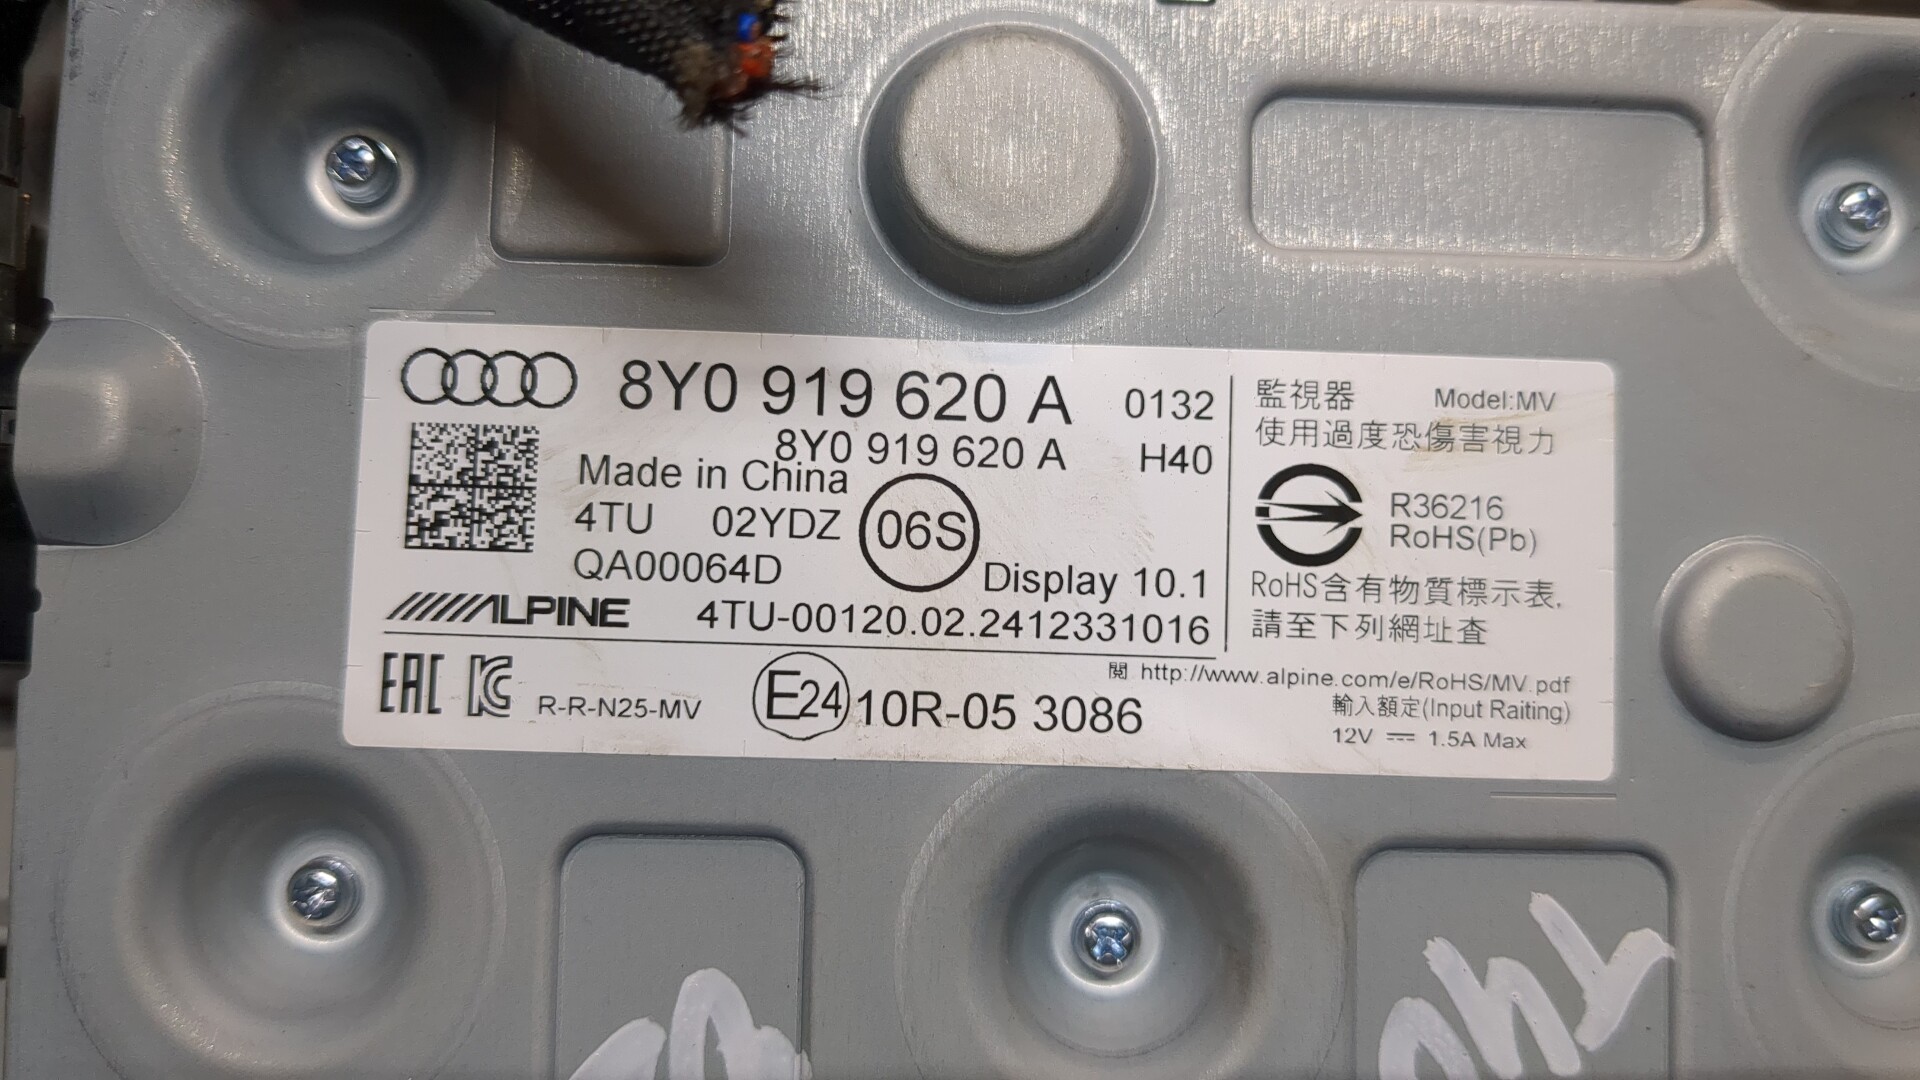 8Y0 919 620 A 0132
8Y0 919 620 A H40
Made in China
4TU 02YDZ 06S
QA00064D
Display 10.1
ALPINE 4TU-00120.02.2412331016
EAC KC R-R-N25-MV E24 10R-05 3086
監視器 Model:MV
使用過度恐傷害視力
R36216
RoHS(Pb)
RoHS含有物質標示表,
請至下列網址查
閱 http://www.alpine.com/e/RoHS/MV.pdf
輸入額定(Input Raiting)
12V 1.5A Max